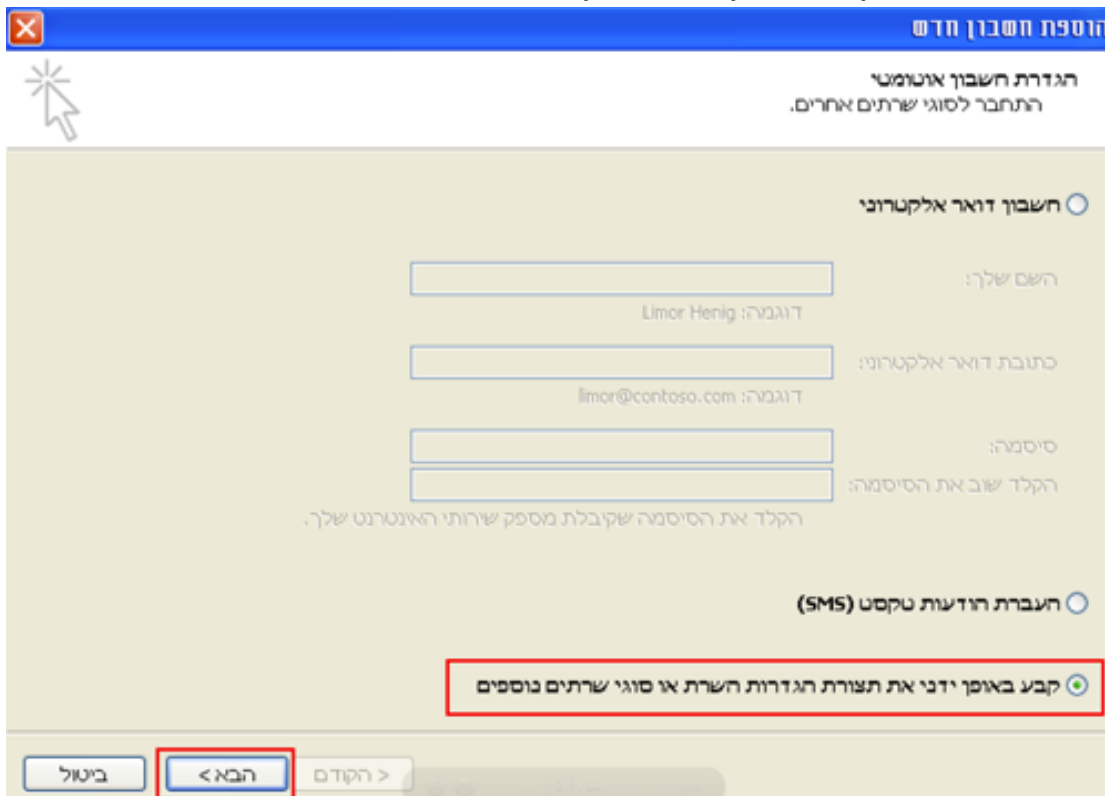 הוספת חשבון חדש
הגדרת חשבון אוטומטי
התחבר לסוגי שרתים אחרים.
חשבון דואר אלקטרוני
השם שלך:
דוגמה: Limor Henig
כתובת דואר אלקטרוני:
דוגמה: limor@contoso.com
סיסמה:
הקלד שוב את הסיסמה:
הקלד את הסיסמה שקיבלת מספק שירותי האינטרנט שלך.
העברת הודעות טקסט (SMS)
קבע באופן ידני את תצורת הגדרות השרת או סוגי שרתים נוספים
< הקודם הבא > ביטול